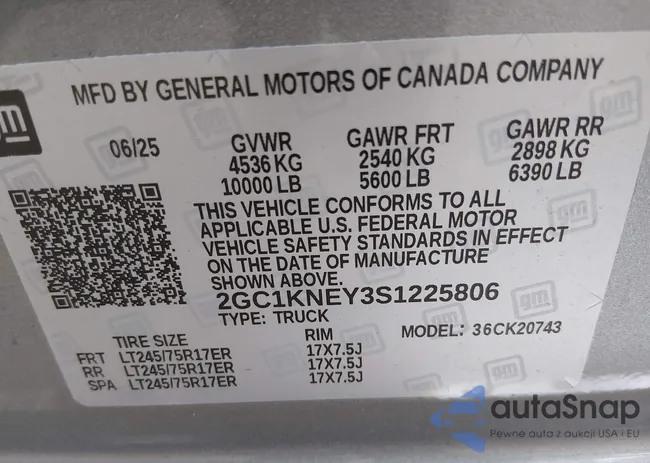 gm
MFD BY GENERAL MOTORS OF CANADA COMPANY
06/25 GVWR GAWR FRT GAWR RR
4536 KG 2540 KG 2898 KG
10000 LB 5600 LB 6390 LB
THIS VEHICLE CONFORMS TO ALL
APPLICABLE U.S. FEDERAL MOTOR
VEHICLE SAFETY STANDARDS IN EFFECT
ON THE DATE OF MANUFACTURE
SHOWN ABOVE.
2GC1KNEY3S1225806
TYPE: TRUCK MODEL: 36CK20743
TIRE SIZE RIM
FRT LT245/75R17ER 17X7.5J
RR LT245/75R17ER 17X7.5J
SPA LT245/75R17ER 17X7.5J
autaSnap
Pewne auta z aukcji USA i EU